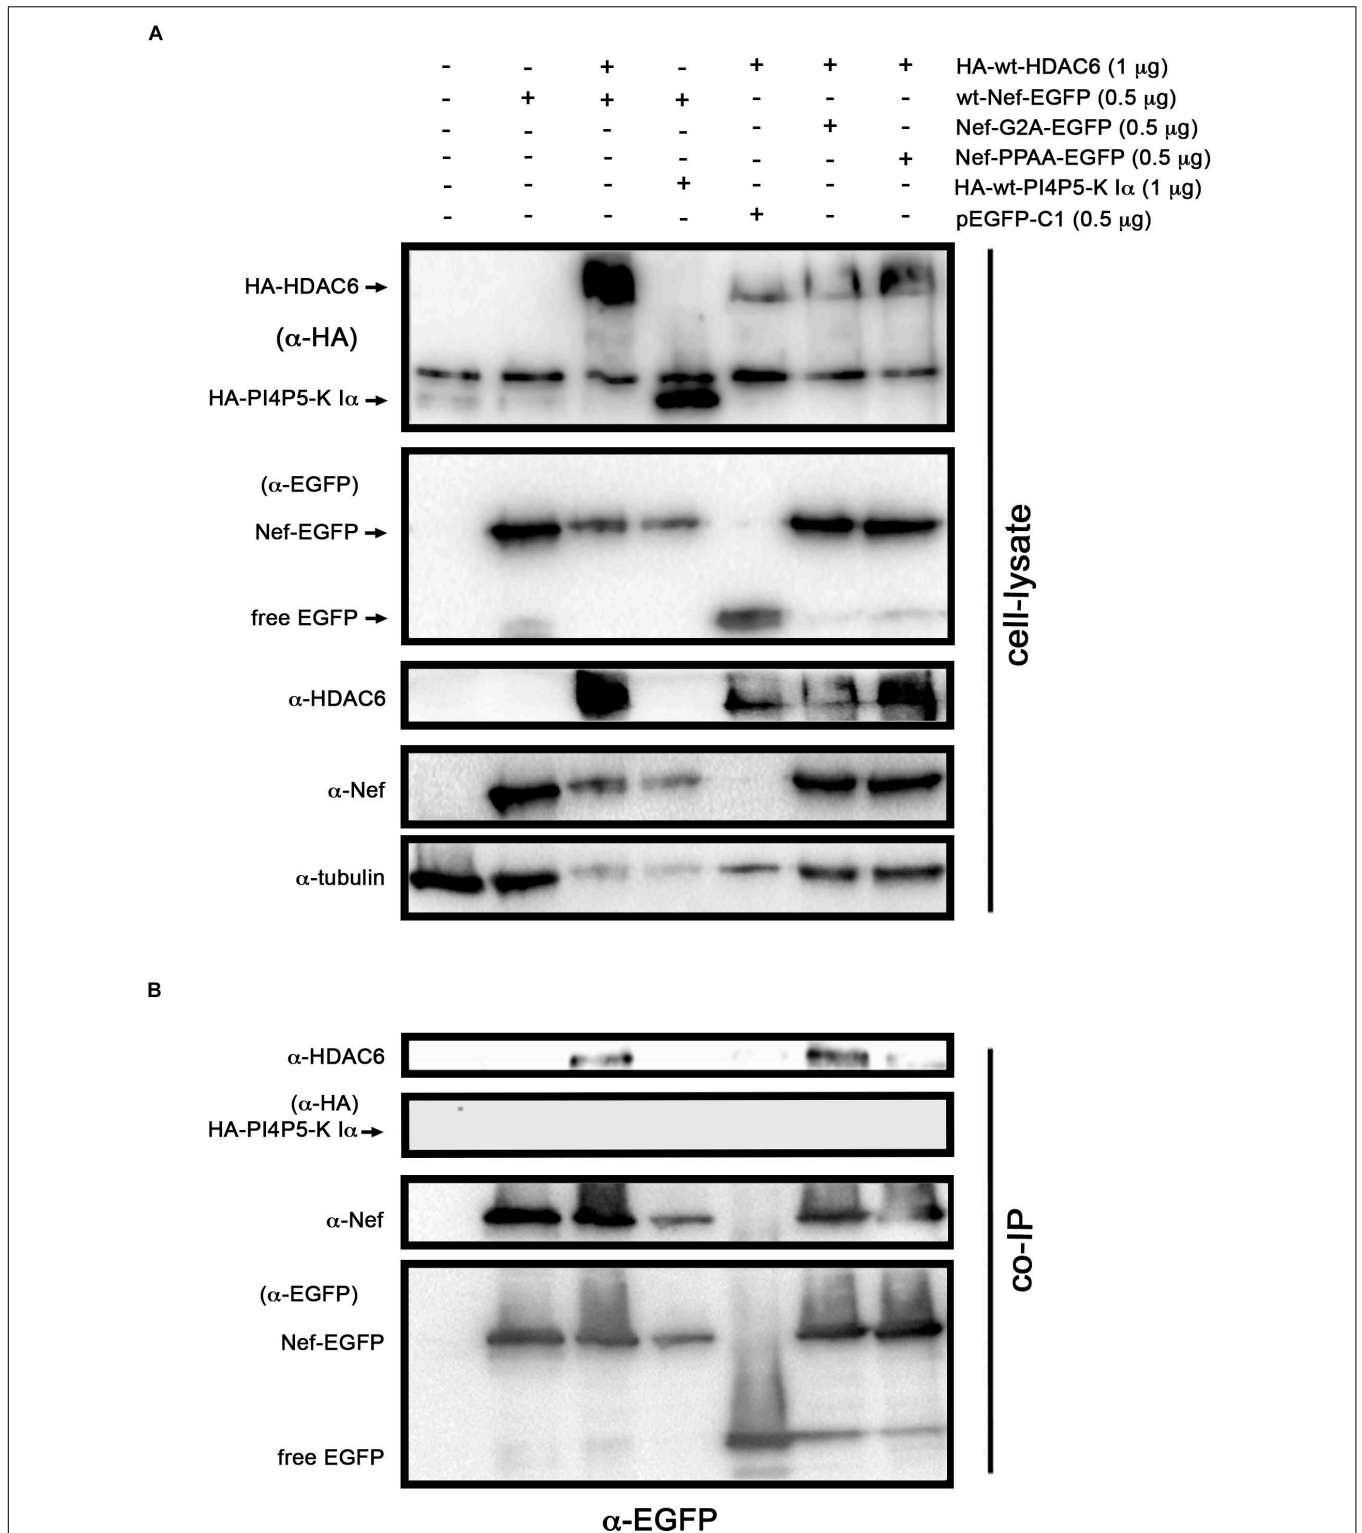 A
- - + - + + + HA-wt-HDAC6 (1 µg)
- + + + - - - wt-Nef-EGFP (0.5 µg)
- - - - - + - Nef-G2A-EGFP (0.5 µg)
- - - - - - + Nef-PPAA-EGFP (0.5 µg)
- - - + - - - HA-wt-PI4P5-K Iα (1 µg)
- - - - + - - pEGFP-C1 (0.5 µg)
HA-HDAC6
(α-HA)
HA-PI4P5-K Iα
(α-EGFP)
Nef-EGFP
free EGFP
α-HDAC6
α-Nef
α-tubulin
cell-lysate
B
α-HDAC6
(α-HA)
HA-PI4P5-K Iα
α-Nef
(α-EGFP)
Nef-EGFP
free EGFP
co-IP
α-EGFP